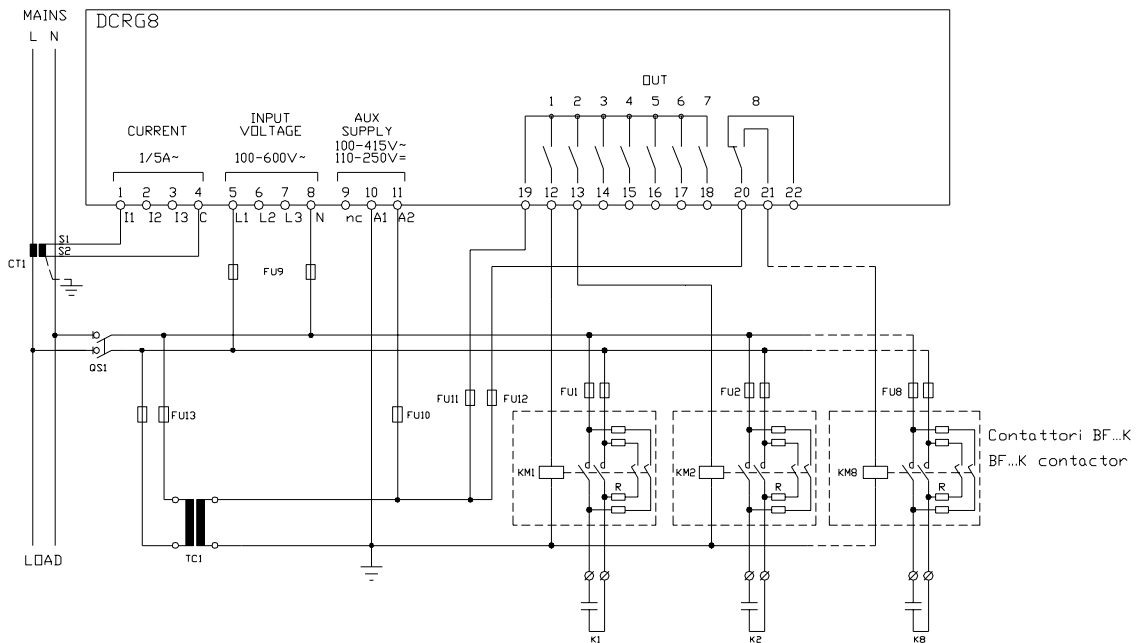 MAINS
L N
DCRG8
OUT
1 2 3 4 5 6 7 8
CURRENT
1/5A~
INPUT
VOLTAGE
100-600V~
AUX
SUPPLY
100-415V~
110-250V=
1 2 3 4 5 6 7 8 9 10 11 19 12 13 14 15 16 17 18 20 21 22
I1 I2 I3 C L1 L2 L3 N nc A1 A2
S1
S2
CT1
FU9
QS1
FU13
FU10
FU11
FU12
FU1
FU2
FU8
Contattori BF...K
BF...K contactor
KM1
R
KM2
R
KM8
R
TC1
LOAD
K1
K2
K8